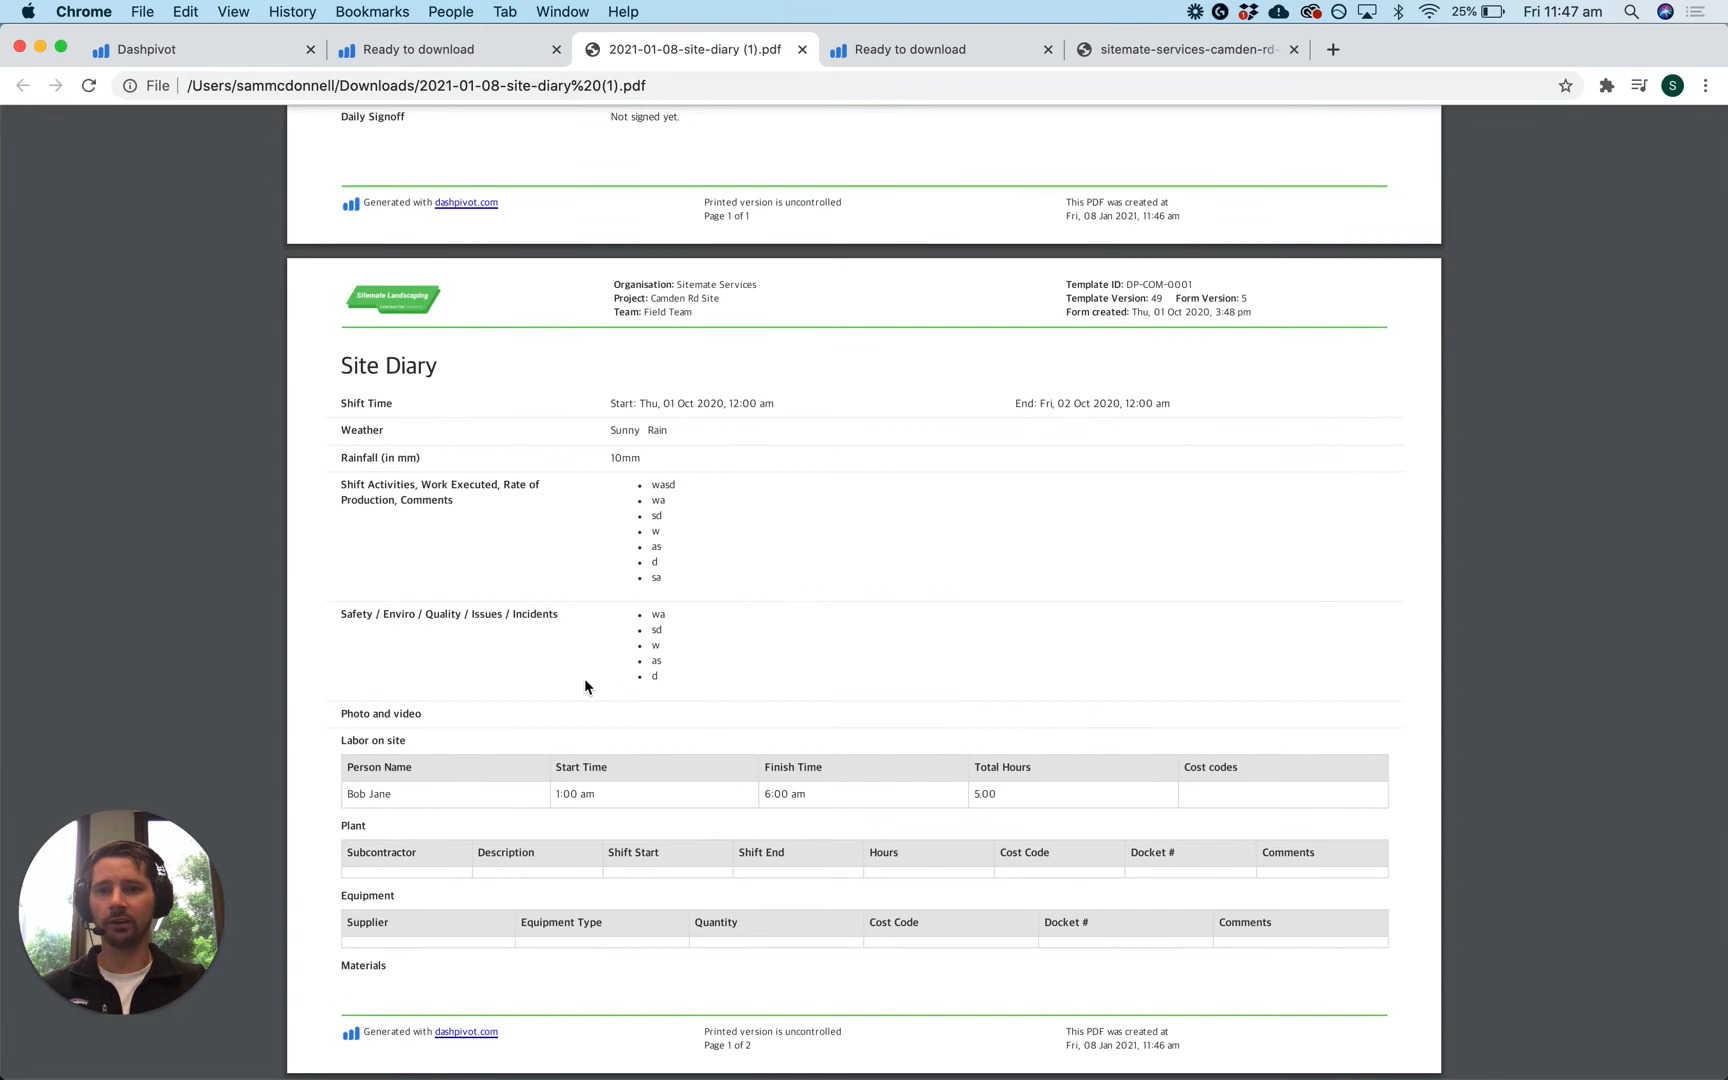 Chrome File Edit View History Bookmarks People Tab Window Help 1 25% Fri 11:47 am
Dashpivot Ready to download 2021-01-08-site-diary (1).pdf Ready to download sitemate-services-camden-rd-
File /Users/sammcdonnell/Downloads/2021-01-08-site-diary%20(1).pdf S
Daily Signoff Not signed yet.
Generated with dashpivot.com Printed version is uncontrolled This PDF was created at
Page 1 of 1 Fri, 08 Jan 2021, 11:46 am
Sitemate Landscaping
Organisation: Sitemate Services Template ID: DP-COM-0001
Project: Camden Rd Site Template Version: 49 Form Version: 5
Team: Field Team Form created: Thu, 01 Oct 2020, 3:48 pm
Site Diary
Shift Time Start: Thu, 01 Oct 2020, 12:00 am End: Fri, 02 Oct 2020, 12:00 am
Weather Sunny Rain
Rainfall (in mm) 10mm
Shift Activities, Work Executed, Rate of • wasd
Production, Comments • wa
• sd
• w
• as
• d
• sa
Safety / Enviro / Quality / Issues / Incidents • wa
• sd
• w
• as
• d
Photo and video
Labor on site
Person Name Start Time Finish Time Total Hours Cost codes
Bob Jane 1:00 am 6:00 am 5.00
Plant
Subcontractor Description Shift Start Shift End Hours Cost Code Docket # Comments
Equipment
Supplier Equipment Type Quantity Cost Code Docket # Comments
Materials
Generated with dashpivot.com Printed version is uncontrolled This PDF was created at
Page 1 of 2 Fri, 08 Jan 2021, 11:46 am